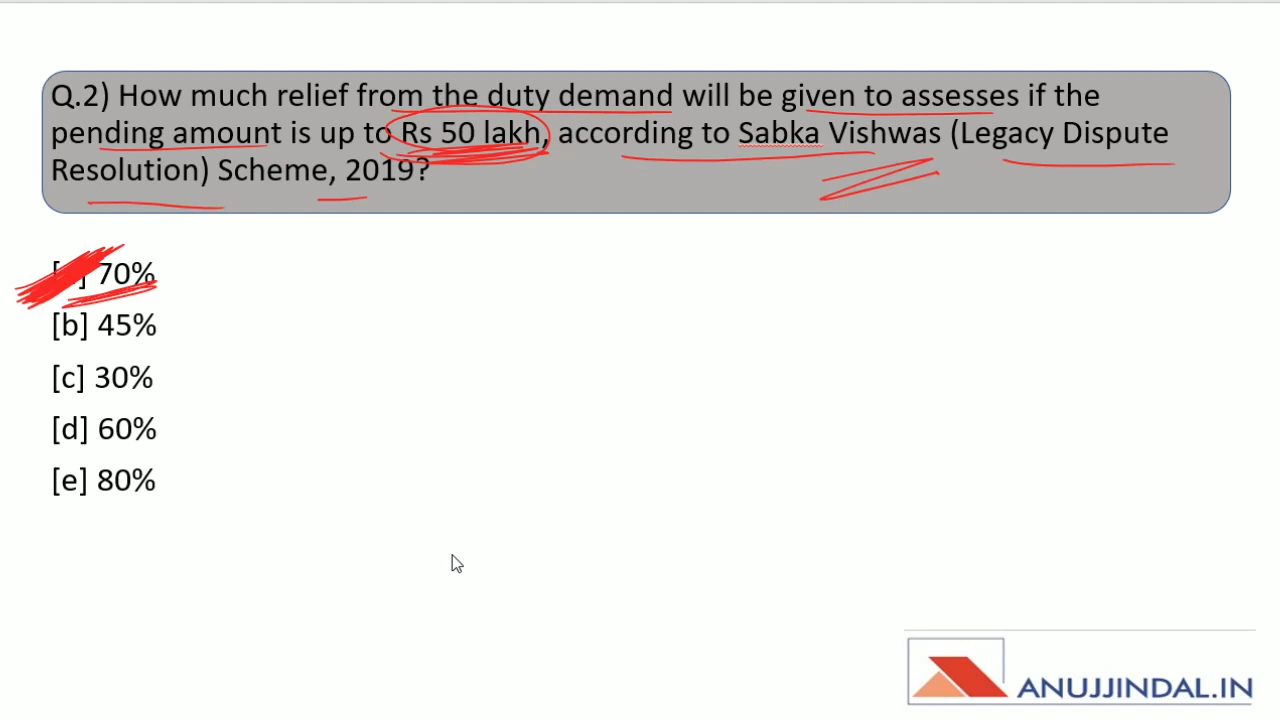 Q.2) How much relief from the duty demand will be given to assesses if the
pending amount is up to Rs 50 lakh, according to Sabka Vishwas (Legacy Dispute
Resolution) Scheme, 2019?
70%
[b] 45%
[c] 30%
[d] 60%
[e] 80%
ANUJJINDAL.IN